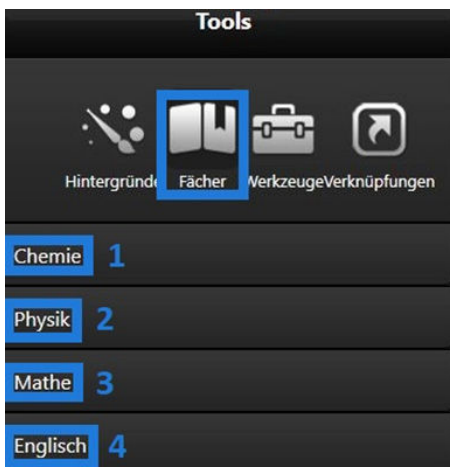 Tools
Hintergründe Fächer Werkzeuge Verknüpfungen
Chemie 1
Physik 2
Mathe 3
Englisch 4